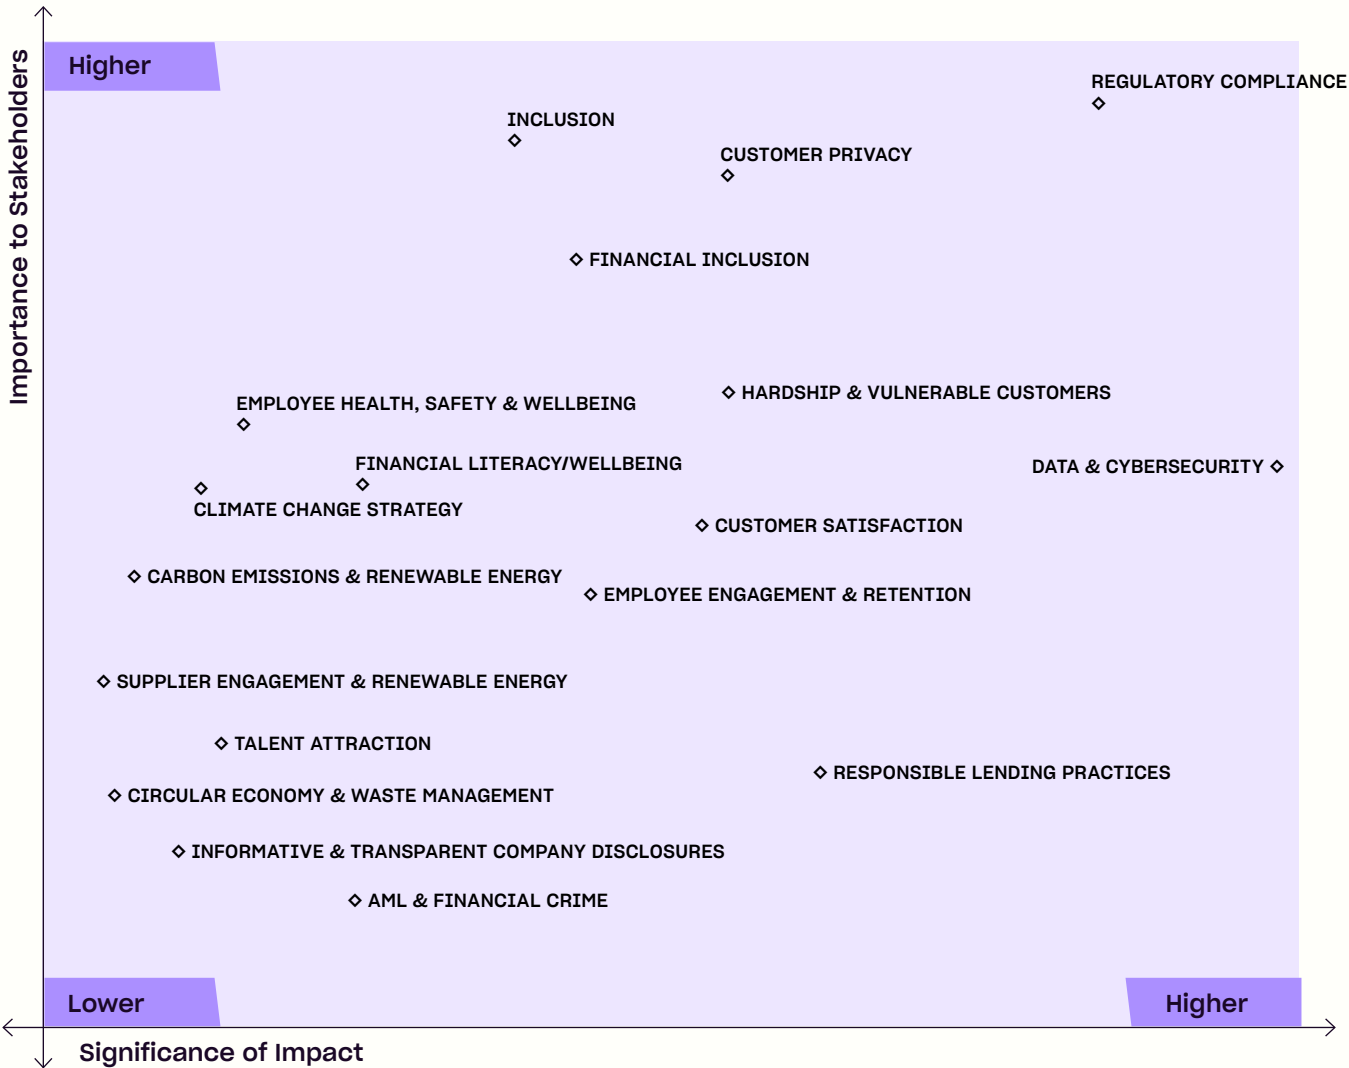 Higher
Importance to Stakeholders
REGULATORY COMPLIANCE
INCLUSION
CUSTOMER PRIVACY
FINANCIAL INCLUSION
HARDSHIP & VULNERABLE CUSTOMERS
EMPLOYEE HEALTH, SAFETY & WELLBEING
FINANCIAL LITERACY/WELLBEING
DATA & CYBERSECURITY
CLIMATE CHANGE STRATEGY
CUSTOMER SATISFACTION
CARBON EMISSIONS & RENEWABLE ENERGY
EMPLOYEE ENGAGEMENT & RETENTION
SUPPLIER ENGAGEMENT & RENEWABLE ENERGY
TALENT ATTRACTION
RESPONSIBLE LENDING PRACTICES
CIRCULAR ECONOMY & WASTE MANAGEMENT
INFORMATIVE & TRANSPARENT COMPANY DISCLOSURES
AML & FINANCIAL CRIME
Lower
Higher
Significance of Impact